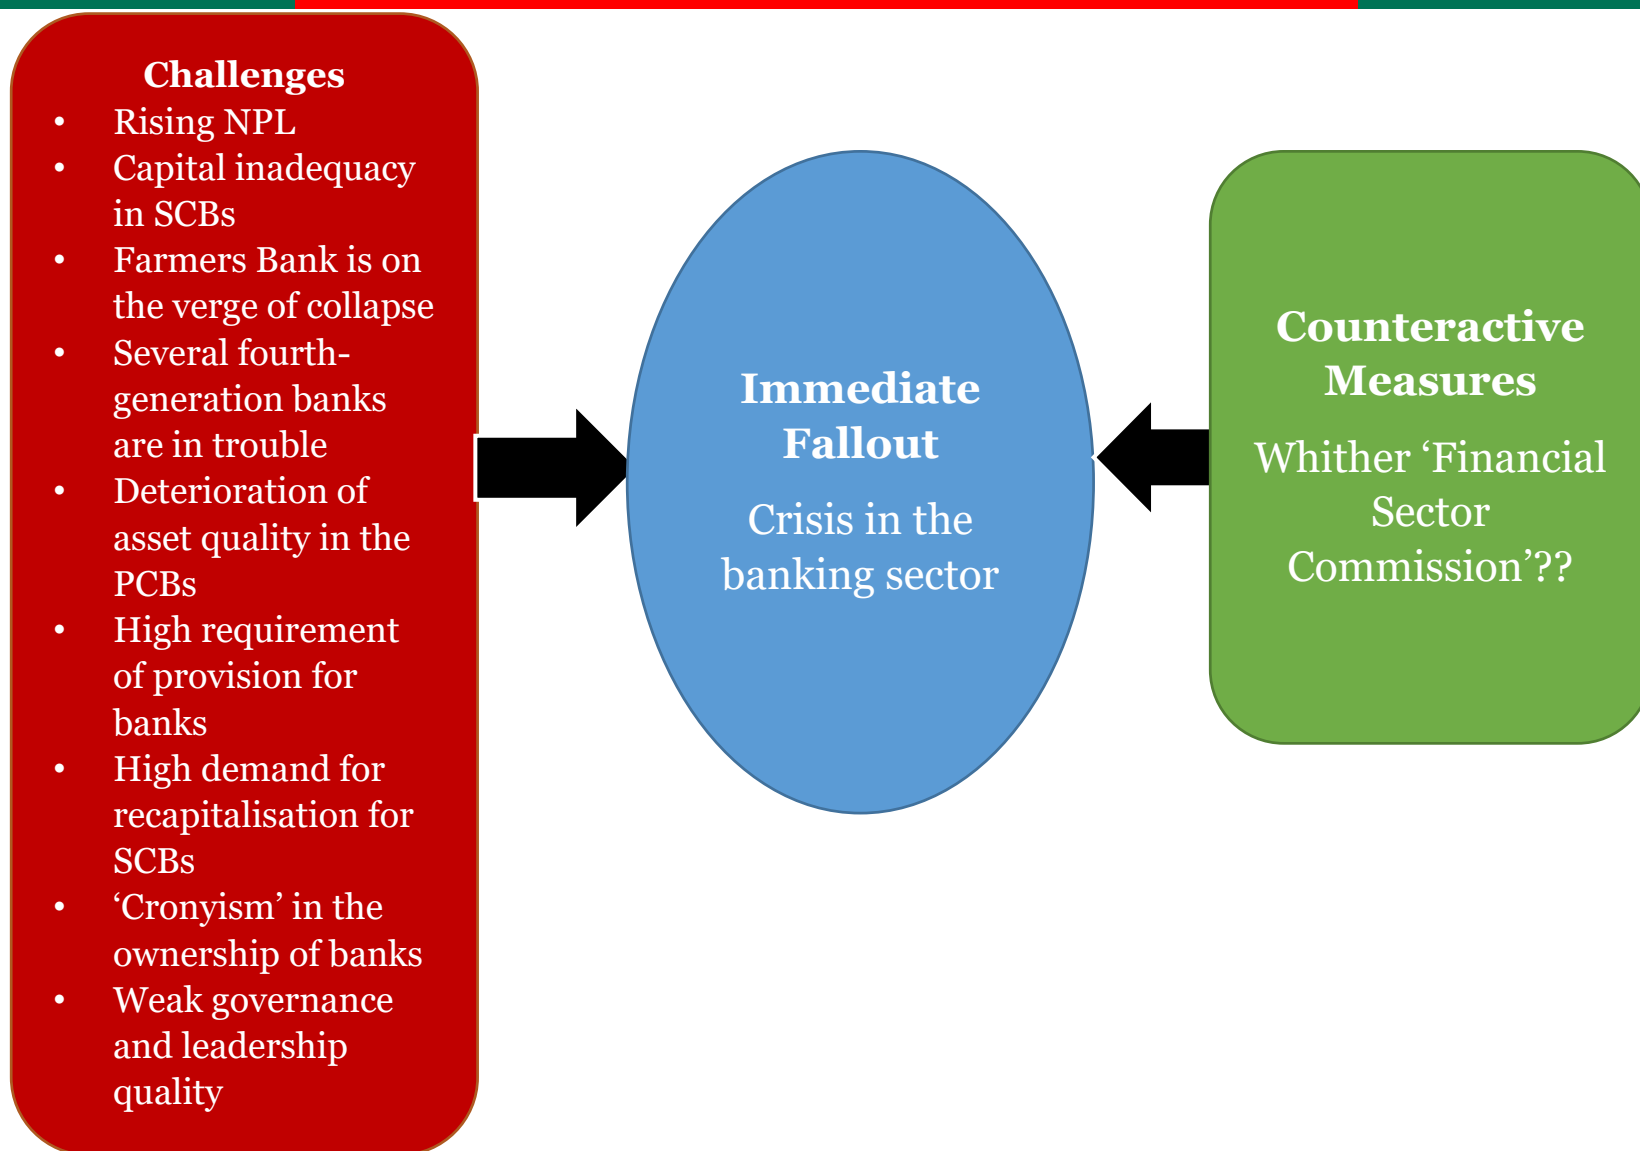 Challenges
• Rising NPL
• Capital inadequacy
in SCBs
• Farmers Bank is on
the verge of collapse
• Several fourth-
generation banks
are in trouble
• Deterioration of
asset quality in the
PCBs
• High requirement
of provision for
banks
• High demand for
recapitalisation for
SCBs
• ‘Cronyism’ in the
ownership of banks
• Weak governance
and leadership
quality
Immediate
Fallout
Crisis in the
banking sector
Counteractive
Measures
Whither ‘Financial
Sector
Commission’??